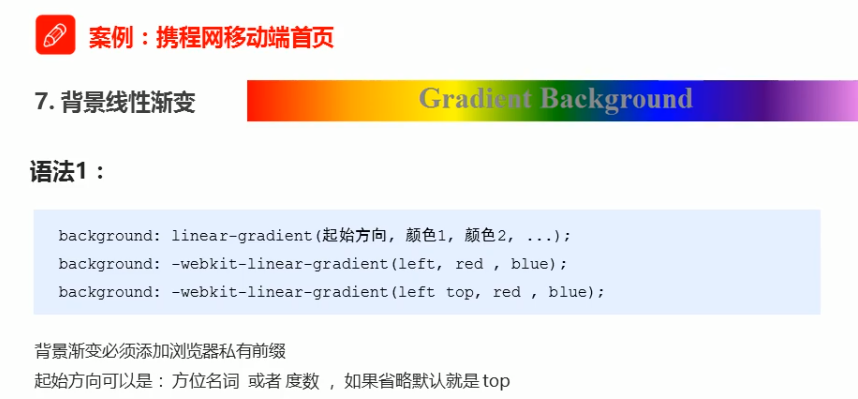 案例：携程网移动端首页
7. 背景线性渐变
Gradient Background
语法1：
background: linear-gradient(起始方向, 颜色1, 颜色2, ...);
background: -webkit-linear-gradient(left, red , blue);
background: -webkit-linear-gradient(left top, red , blue);
背景渐变必须添加浏览器私有前缀
起始方向可以是： 方位名词 或者 度数 ， 如果省略默认就是 top